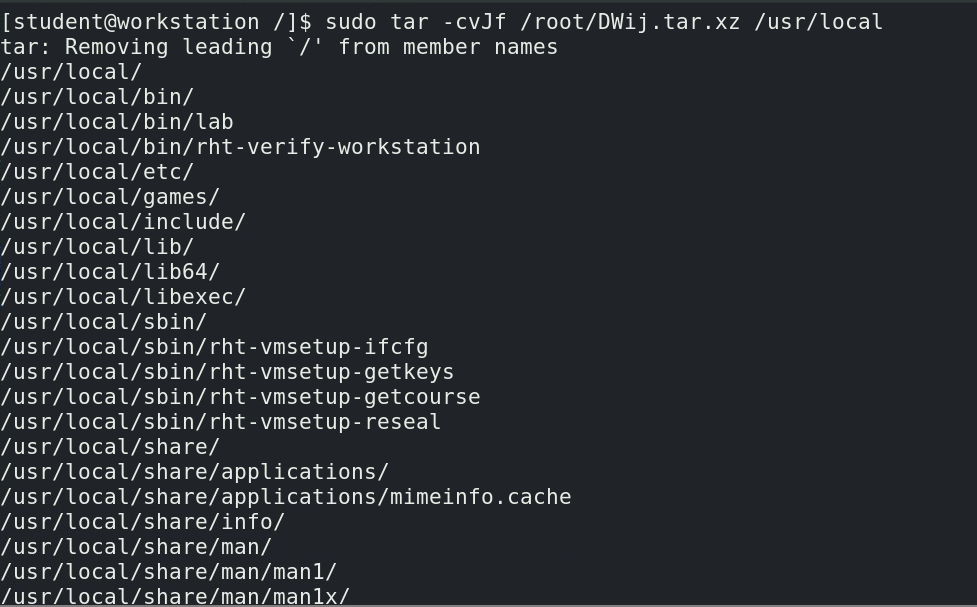 [student@workstation /]$ sudo tar -cvJf /root/DWij.tar.xz /usr/local
tar: Removing leading `/' from member names
/usr/local/
/usr/local/bin/
/usr/local/bin/lab
/usr/local/bin/rht-verify-workstation
/usr/local/etc/
/usr/local/games/
/usr/local/include/
/usr/local/lib/
/usr/local/lib64/
/usr/local/libexec/
/usr/local/sbin/
/usr/local/sbin/rht-vmsetup-ifcfg
/usr/local/sbin/rht-vmsetup-getkeys
/usr/local/sbin/rht-vmsetup-getcourse
/usr/local/sbin/rht-vmsetup-reseal
/usr/local/share/
/usr/local/share/applications/
/usr/local/share/applications/mimeinfo.cache
/usr/local/share/info/
/usr/local/share/man/
/usr/local/share/man/man1/
/usr/local/share/man/man1x/